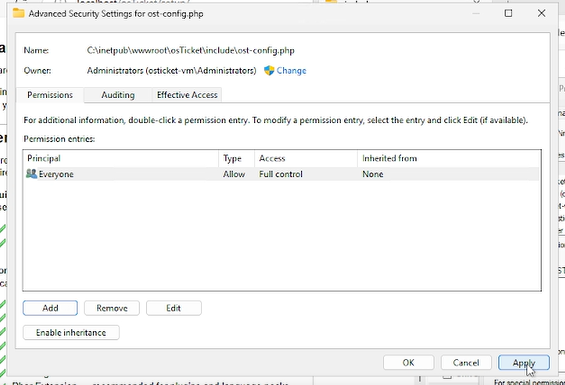 Advanced Security Settings for ost-config.php
Name: C:\inetpub\wwwroot\osTicket\include\ost-config.php
Owner: Administrators (osticket-vm\Administrators) Change
Permissions Auditing Effective Access
For additional information, double-click a permission entry. To modify a permission entry, select the entry and click Edit (if available).
Permission entries:
Principal Type Access Inherited from
Everyone Allow Full control None
Add Remove Edit
Enable inheritance
OK Cancel Apply
For special permission